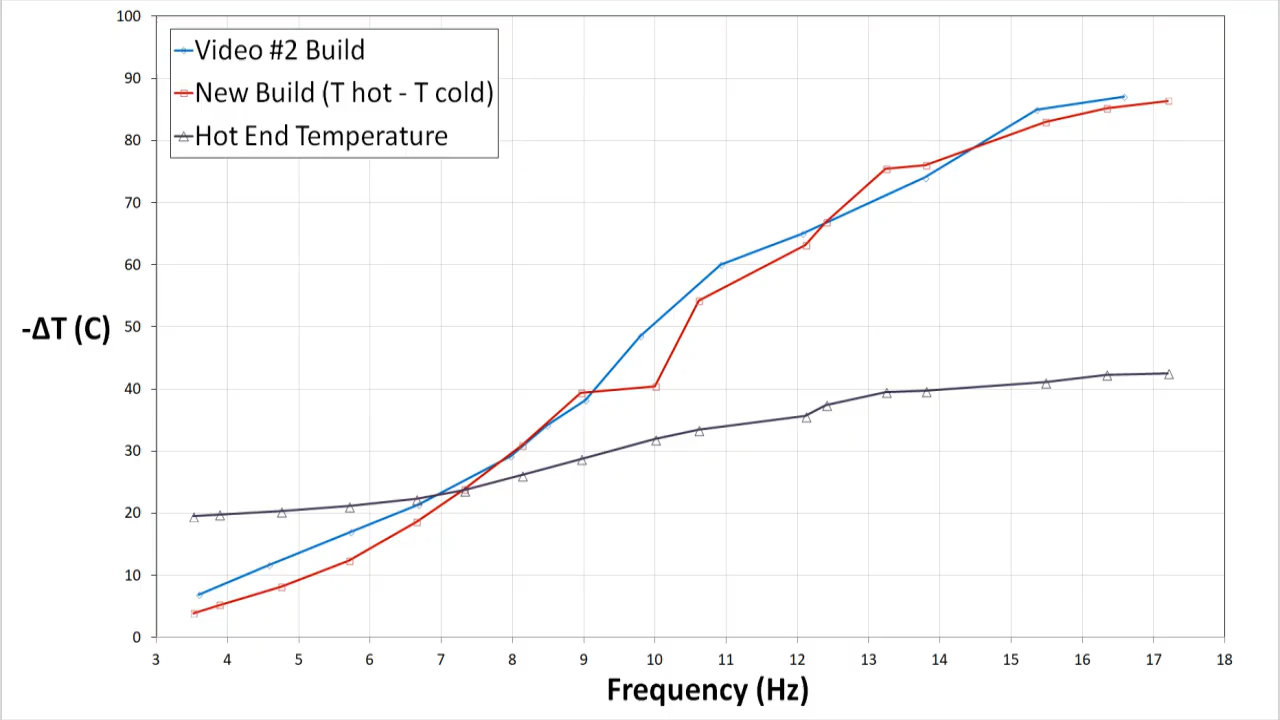 100
Video #2 Build
New Build (T hot - T cold)
Hot End Temperature
90
80
70
60
-ΔT (C)
50
40
30
20
10
0
3 4 5 6 7 8 9 10 11 12 13 14 15 16 17 18
Frequency (Hz)